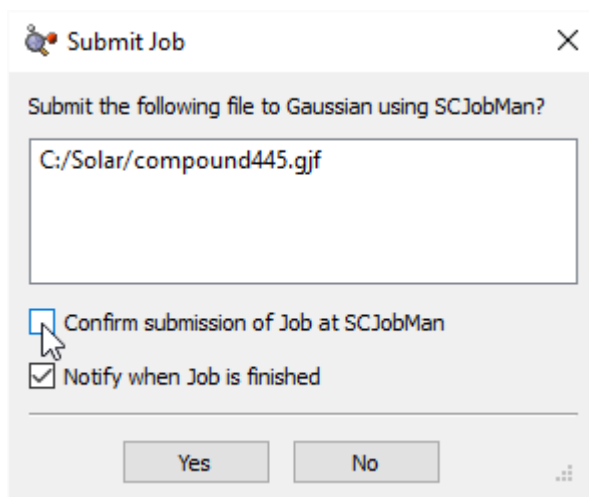 Submit Job
Submit the following file to Gaussian using SCJobMan?
C:/Solar/compound445.gjf
Confirm submission of Job at SCJobMan
Notify when Job is finished
Yes No